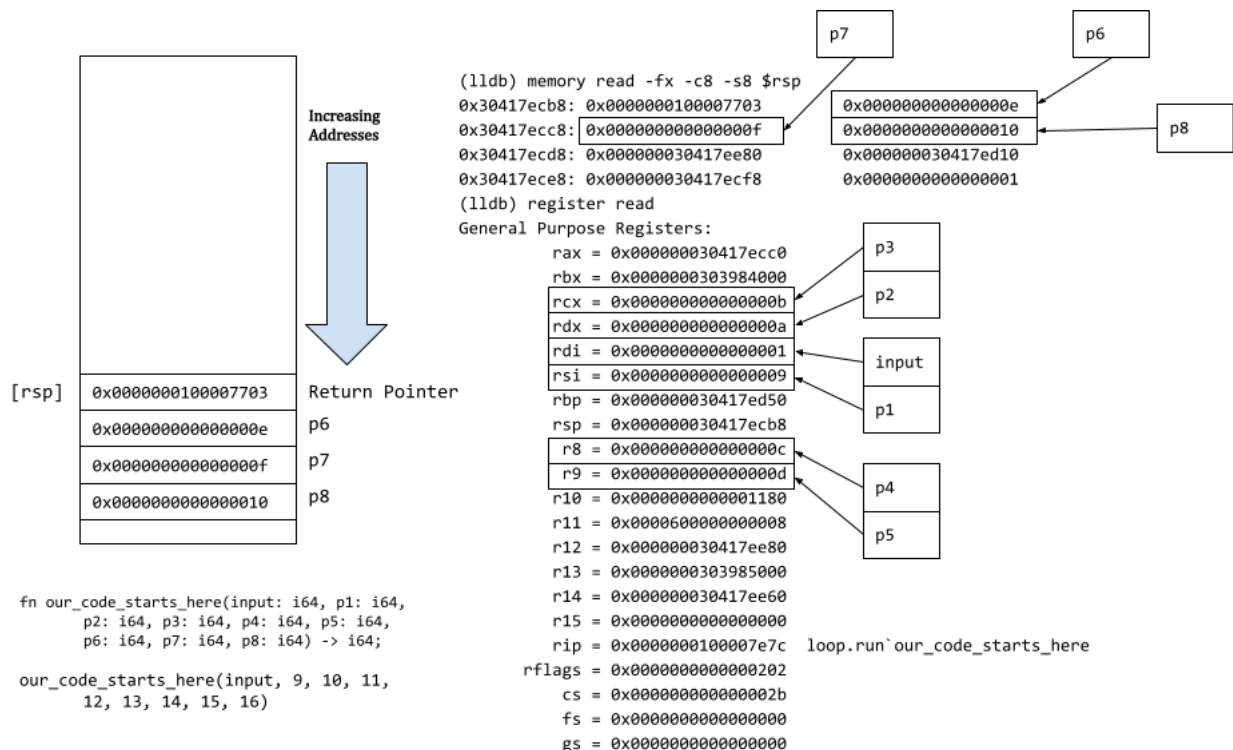 Increasing
Addresses
[rsp] 0x0000000100007703 Return Pointer
0x000000000000000e p6
0x000000000000000f p7
0x0000000000000010 p8
fn our_code_starts_here(input: i64, p1: i64,
p2: i64, p3: i64, p4: i64, p5: i64,
p6: i64, p7: i64, p8: i64) -> i64;
our_code_starts_here(input, 9, 10, 11,
12, 13, 14, 15, 16)
p7
p6
(lldb) memory read -fx -c8 -s8 $rsp
0x30417ecb8: 0x0000000100007703 0x000000000000000e
0x30417ecc8: 0x000000000000000f 0x0000000000000010
p8
0x30417ecd8: 0x000000030417ee80 0x000000030417ed10
0x30417ece8: 0x000000030417ecf8 0x0000000000000001
(lldb) register read
General Purpose Registers:
rax = 0x000000030417ecc0
rbx = 0x0000000303984000
rcx = 0x000000000000000b
rdx = 0x000000000000000a
rdi = 0x0000000000000001
rsi = 0x0000000000000009
rbp = 0x000000030417ed50
rsp = 0x000000030417ecb8
r8 = 0x000000000000000c
r9 = 0x000000000000000d
r10 = 0x0000000000001180
r11 = 0x0000600000000008
r12 = 0x000000030417ee80
r13 = 0x0000000303985000
r14 = 0x000000030417ee60
r15 = 0x0000000000000000
rip = 0x0000000100007e7c loop.run`our_code_starts_here
rflags = 0x0000000000000202
cs = 0x000000000000002b
fs = 0x0000000000000000
gs = 0x0000000000000000
p3
p2
input
p1
p4
p5